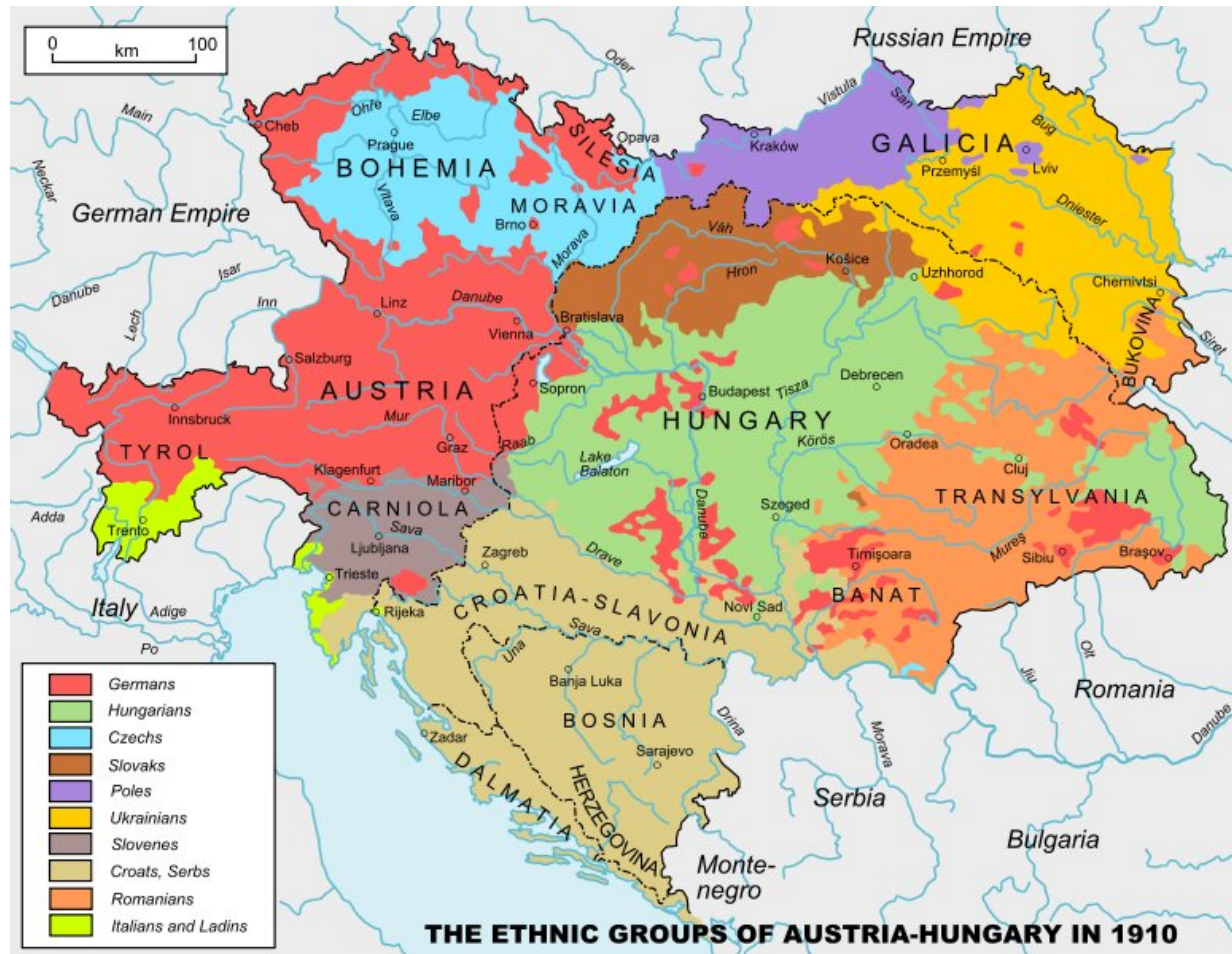 0 100
km
Russian Empire
Oder
Vistula
San
Main
Ohře
Elbe
Cheb
Prague
SILESIA
Opava
Kraków
Bug
GALICIA
Przemyśl
Lviv
Neckar
BOHEMIA
Vltava
MORAVIA
Brno
Dniester
German Empire
Morava
Váh
Hron
Košice
Uzhhorod
Chernivtsi
Isar
Danube
Lech
Inn
Linz
Danube
Vienna
Bratislava
BUKOVINA
Siret
Salzburg
AUSTRIA
Sopron
Budapest
Tisza
Debrecen
Innsbruck
Mur
HUNGARY
TYROL
Graz
Raab
Lake
Balaton
Körös
Oradea
Cluj
Klagenfurt
Maribor
Danube
Szeged
TRANSYLVANIA
Adda
Trento
CARNIOLA
Sava
Ljubljana
Zagreb
Drave
Mureș
Timișoara
Sibiu
Brașov
Trieste
Italy
Adige
Po
Rijeka
CROATIA-SLAVONIA
Sava
Novi Sad
BANAT
Una
Banja Luka
BOSNIA
Drina
Sarajevo
Jiu
Olt
Romania
Danube
Morava
Zadar
DALMATIA
HERZEGOVINA
Serbia
Bulgaria
Monte-
negro
Germans
Hungarians
Czechs
Slovaks
Poles
Ukrainians
Slovenes
Croats, Serbs
Romanians
Italians and Ladins
THE ETHNIC GROUPS OF AUSTRIA-HUNGARY IN 1910